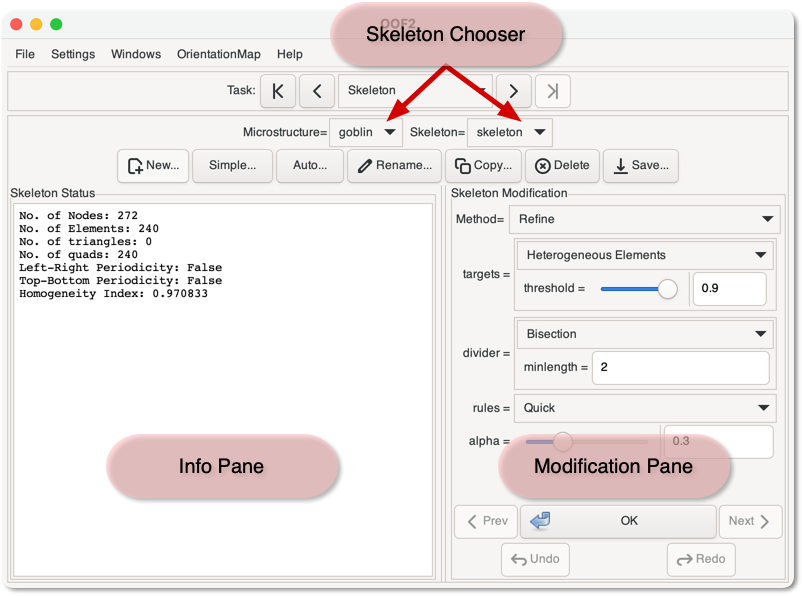 OOF2
Skeleton Chooser
File Settings Windows OrientationMap Help
Task: Skeleton
Microstructure= goblin Skeleton= skeleton
New... Simple... Auto... Rename... Copy... Delete Save...
Skeleton Status
No. of Nodes: 272
No. of Elements: 240
No. of triangles: 0
No. of quads: 240
Left-Right Periodicity: False
Top-Bottom Periodicity: False
Homogeneity Index: 0.970833
Info Pane
Skeleton Modification
Method= Refine
targets = Heterogeneous Elements
threshold = 0.9
divider = Bisection
minlength = 2
rules = Quick
alpha = 0.3
Modification Pane
Prev OK Next
Undo Redo